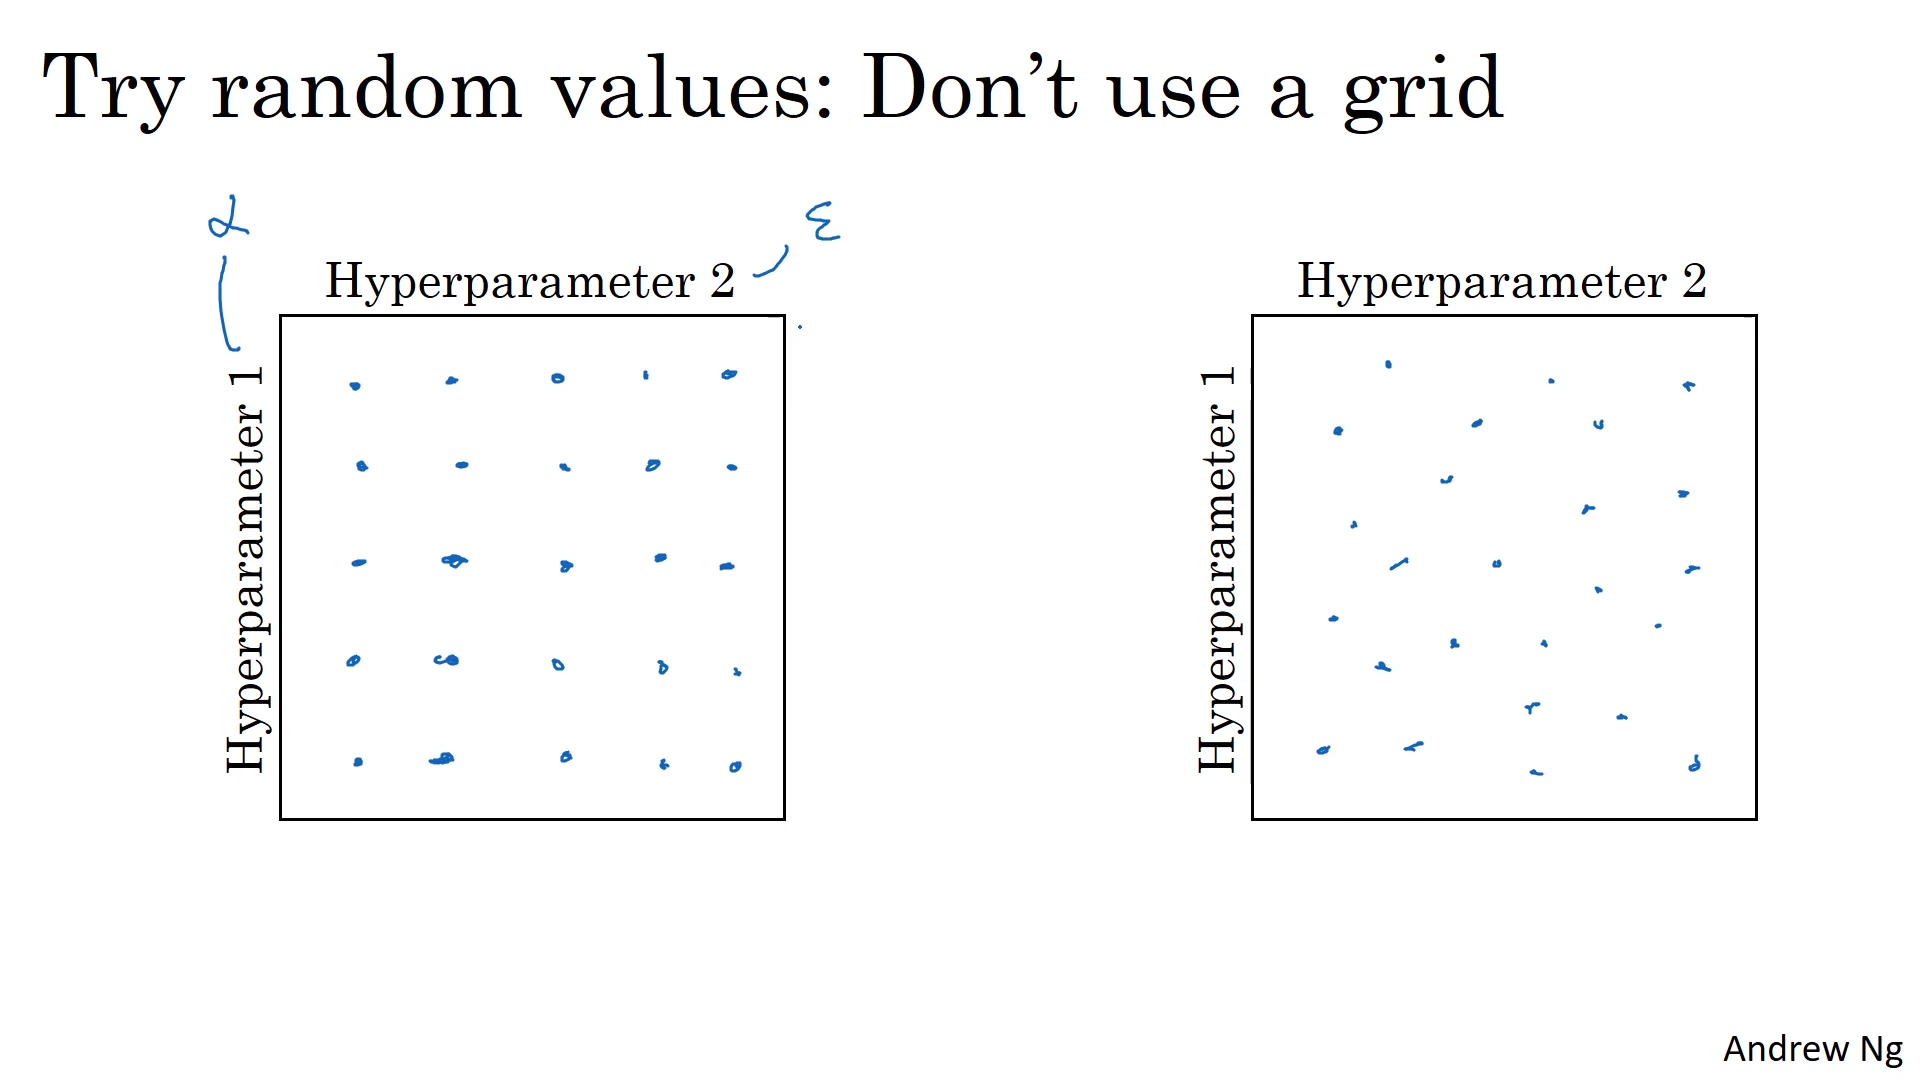 Try random values: Don’t use a grid
α
ε
Hyperparameter 2
Hyperparameter 1
Hyperparameter 2
Hyperparameter 1
Andrew Ng